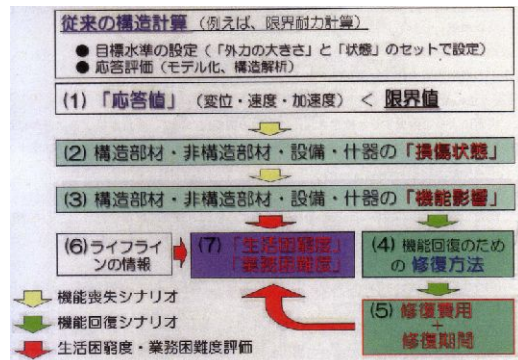 従来の構造計算 (例えば、限界耐力計算)
● 目標水準の設定(「外力の大きさ」と「状態」のセットで設定)
● 応答評価(モデル化、構造解析)
(1)「応答値」(変位・速度・加速度) < 限界値
(2) 構造部材・非構造部材・設備・什器の「損傷状態」
(3) 構造部材・非構造部材・設備・什器の「機能影響」
(6)ライフライ
ンの情報
(7)「生活困窮度」
「業務困難度」
(4) 機能回復のため
の 修復方法
(5) 修復費用
+
修復期間
機能喪失シナリオ
機能回復シナリオ
生活困窮度・業務困難度評価